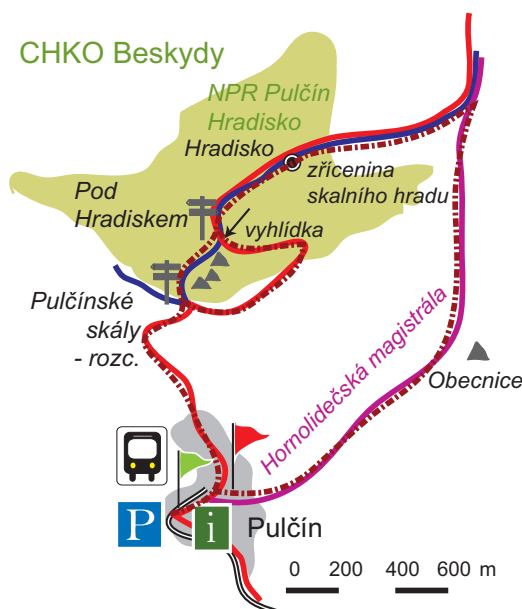 CHKO Beskydy
NPR Pulčín
Hradisko
Hradisko
zřícenina
skalního hradu
Pod
Hradiskem
vyhlídka
Pulčínské
skály
- rozc.
Hornolidečská magistrála
Obecnice
P
i
Pulčín
0 200 400 600 m